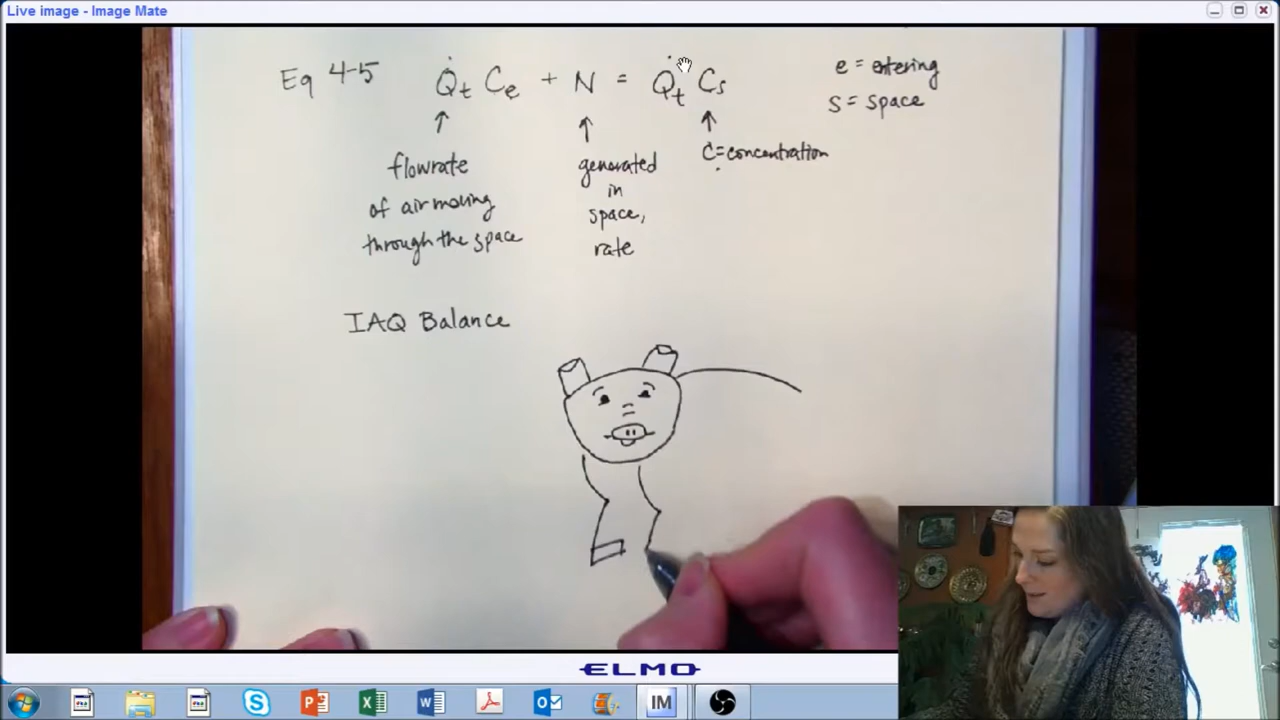 Live image - Image Mate
Eq 4-5 Q̇t Ce + N = Q̇t Cs
e = entering
s = space
↑ ↑ ↑
flowrate
of air moving
through the space
generated
in
space,
rate
C = concentration
IAQ Balance
ELMO
IM